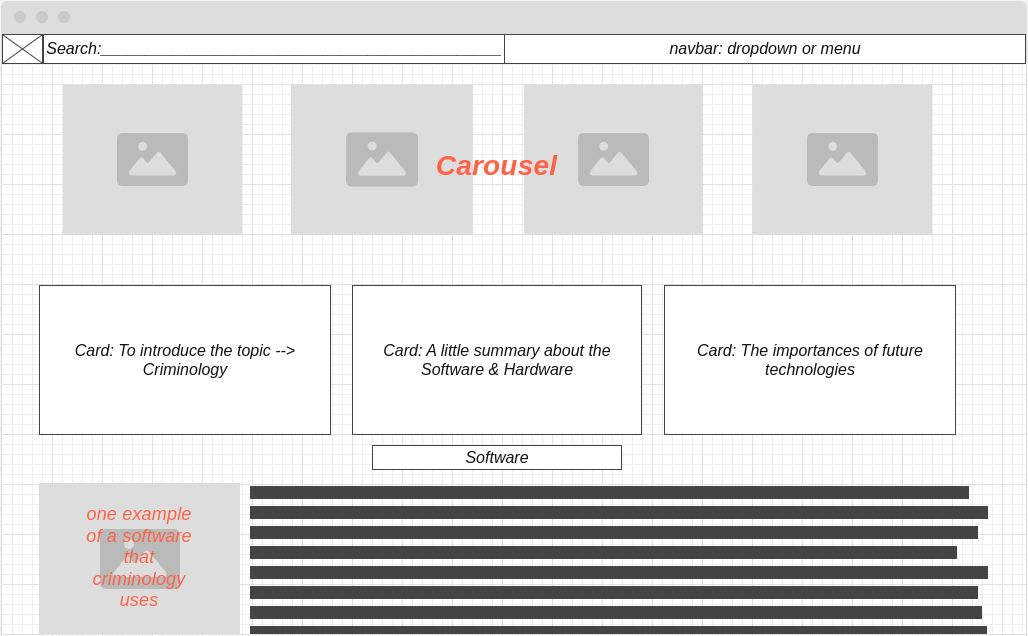 Search:
navbar: dropdown or menu
Carousel
Card: To introduce the topic -->
Criminology
Card: A little summary about the
Software & Hardware
Card: The importances of future
technologies
Software
one example
of a software
that
criminology
uses